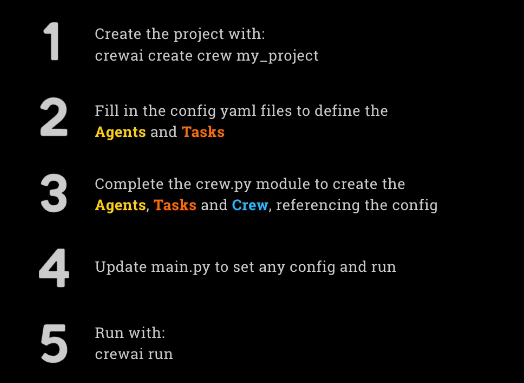 1
Create the project with:
crewai create crew my_project
2
Fill in the config yaml files to define the
Agents and Tasks
3
Complete the crew.py module to create the
Agents, Tasks and Crew, referencing the config
4
Update main.py to set any config and run
5
Run with:
crewai run